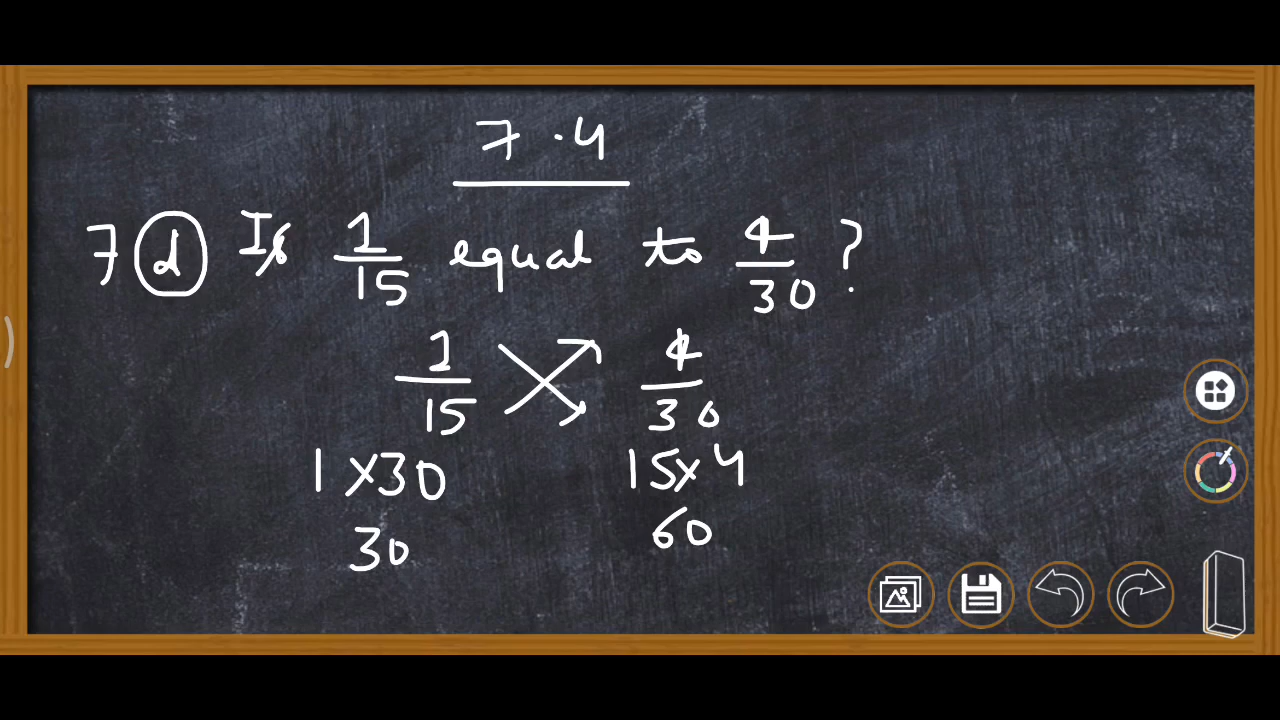 7.4
7 d Is 1/15 equal to 4/30 ?
1/15 4/30
1 x 30 15 x 4
30 60